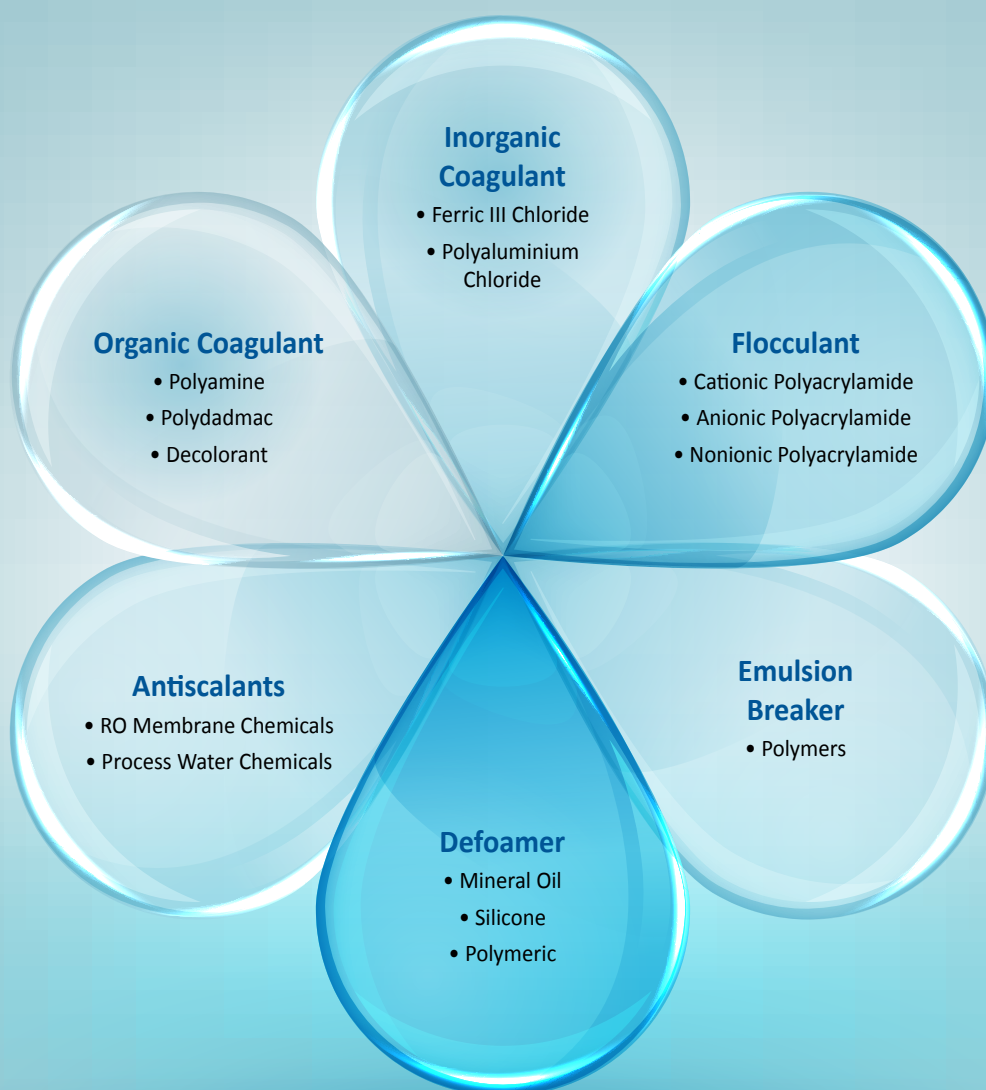 Inorganic
Coagulant
• Ferric III Chloride
• Polyaluminium
Chloride
Organic Coagulant
• Polyamine
• Polydadmac
• Decolorant
Flocculant
• Cationic Polyacrylamide
• Anionic Polyacrylamide
• Nonionic Polyacrylamide
Antiscalants
• RO Membrane Chemicals
• Process Water Chemicals
Emulsion
Breaker
• Polymers
Defoamer
• Mineral Oil
• Silicone
• Polymeric